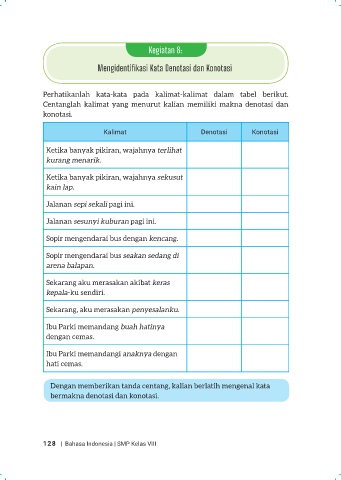 Kegiatan 8:
Mengidentifikasi Kata Denotasi dan Konotasi
Perhatikanlah kata-kata pada kalimat-kalimat dalam tabel berikut.
Centanglah kalimat yang menurut kalian memiliki makna denotasi dan
konotasi.
Kalimat Denotasi Konotasi
Ketika banyak pikiran, wajahnya terlihat
kurang menarik.
Ketika banyak pikiran, wajahnya sekusut
kain lap.
Jalanan sepi sekali pagi ini.
Jalanan sesunyi kuburan pagi ini.
Sopir mengendarai bus dengan kencang.
Sopir mengendarai bus seakan sedang di
arena balapan.
Sekarang aku merasakan akibat keras
kepala-ku sendiri.
Sekarang, aku merasakan penyesalanku.
Ibu Parki memandang buah hatinya
dengan cemas.
Ibu Parki memandangi anaknya dengan
hati cemas.
Dengan memberikan tanda centang, kalian berlatih mengenal kata
bermakna denotasi dan konotasi.
128 | Bahasa Indonesia | SMP Kelas VIII